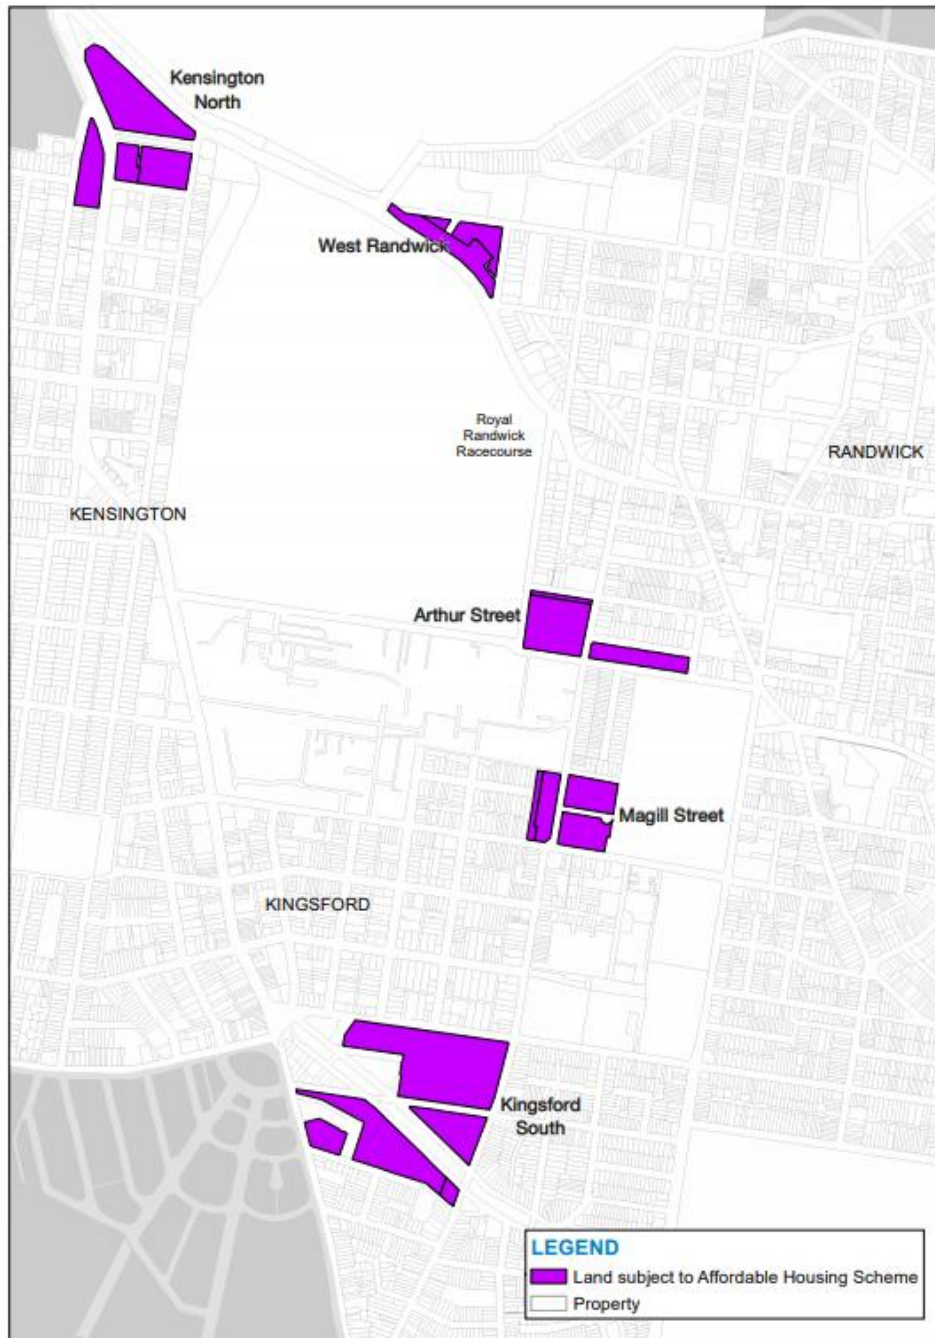 Kensington
North
West Randwick
Royal
Randwick
Racecourse
RANDWICK
KENSINGTON
Arthur Street
Magill Street
KINGSFORD
Kingsford
South
LEGEND
Land subject to Affordable Housing Scheme
Property